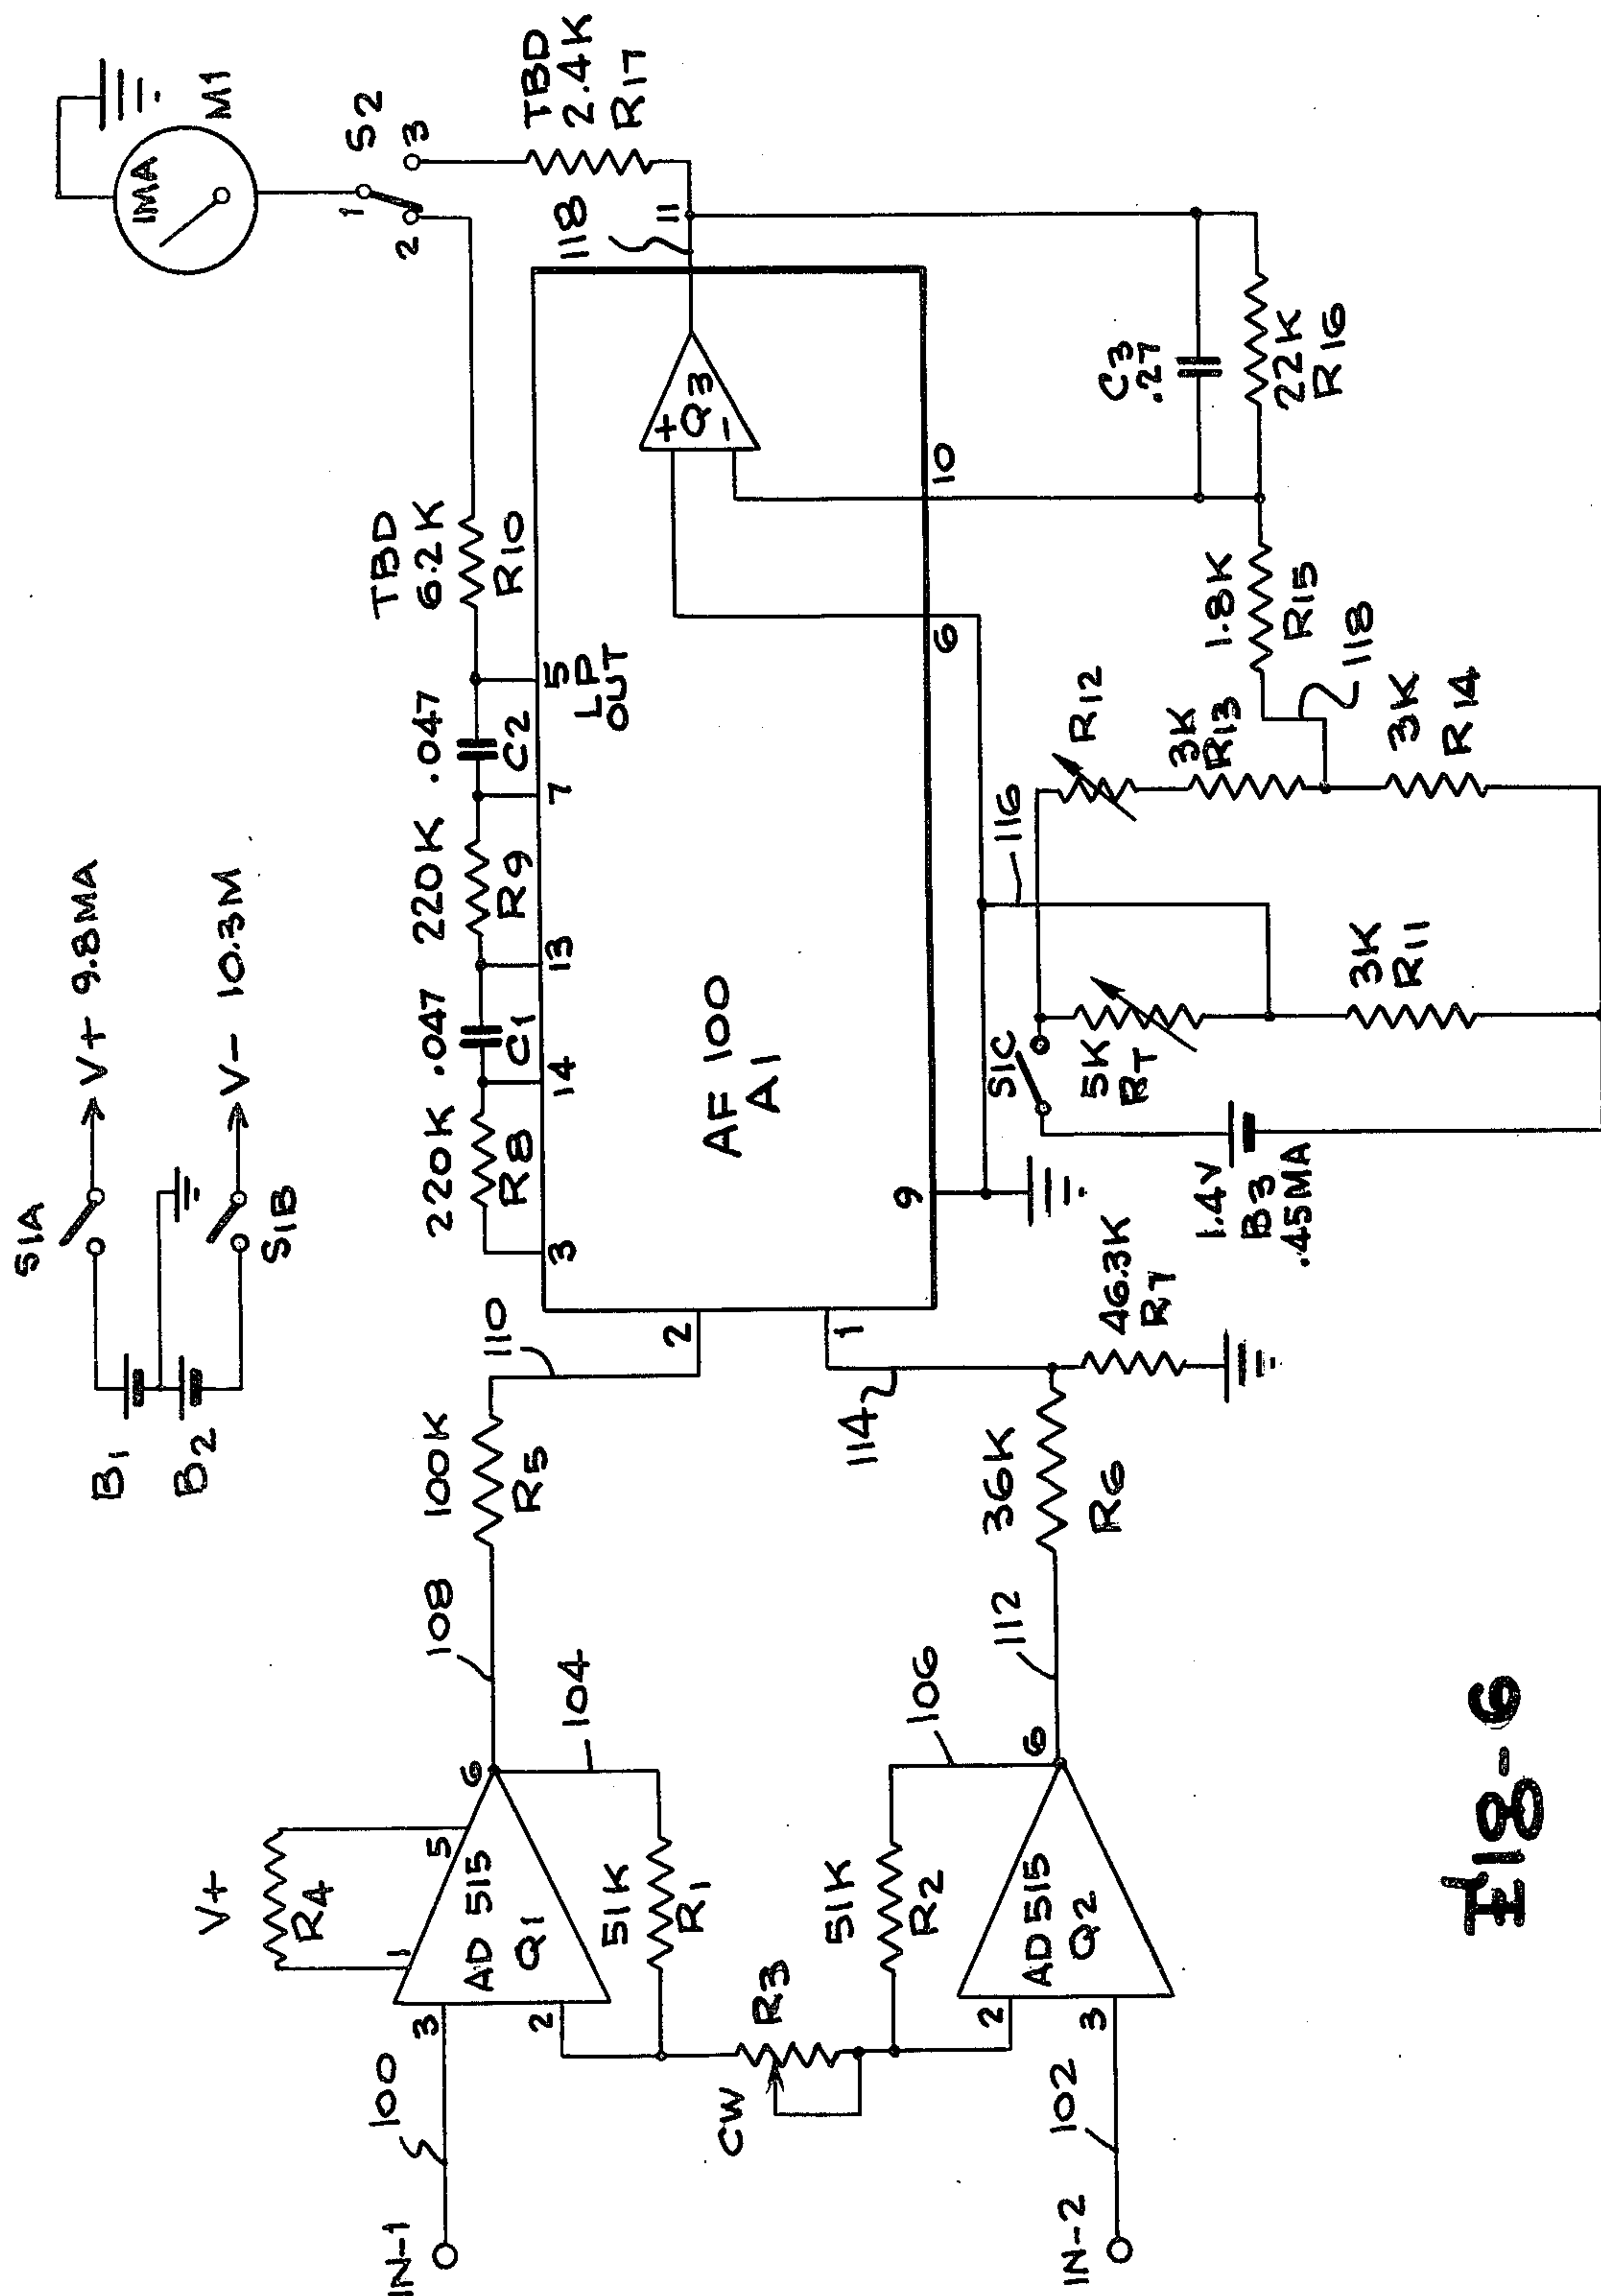 S1A
V+ 9.8MA
B1
B2
S1B
V- 10.3M
1MA
M1
1
S2
2
3
TBD
2.4K
R17
118
11
TBD
6.2K
R10
.047
C2
220K
R9
.047
C1
220K
R8
3
14
13
7
5
LP
OUT
AF 100
A1
+
Q3
-
2
1
9
6
10
110
114
C3
.27
22K
R16
1.8K
R15
118
R12
3K
R13
3K
R14
116
S1C
5K
RT
3K
R11
1.4V
B3
.45MA
46.3K
R7
100K
R5
36K
R6
108
104
112
106
V+
R4
1
5
6
AD 515
Q1
3
2
51K
R1
R3
CW
51K
R2
6
AD515
Q2
2
3
100
IN-1
102
IN-2
Fig-6